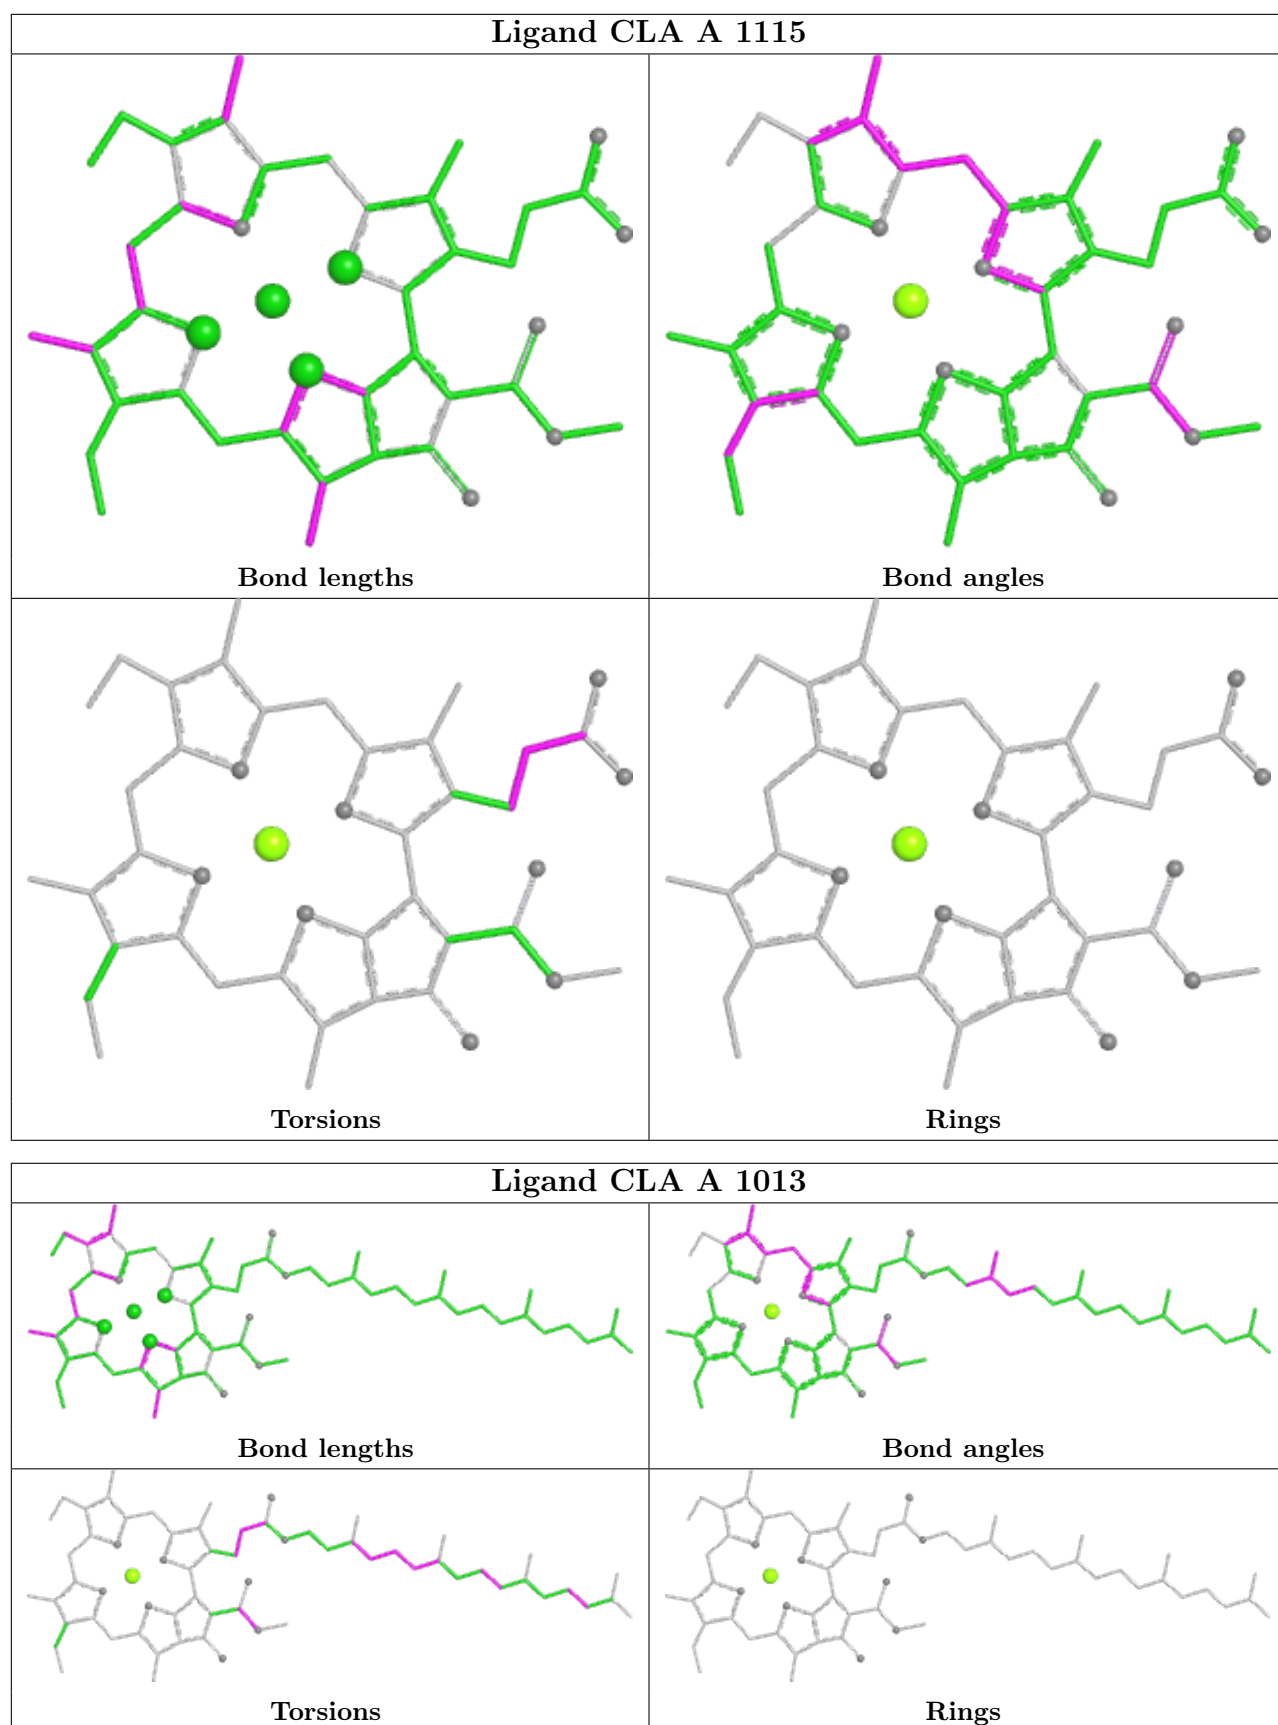 Ligand CLA A 1115
Bond lengths
Bond angles
Torsions
Rings
Ligand CLA A 1013
Bond lengths
Bond angles
Torsions
Rings